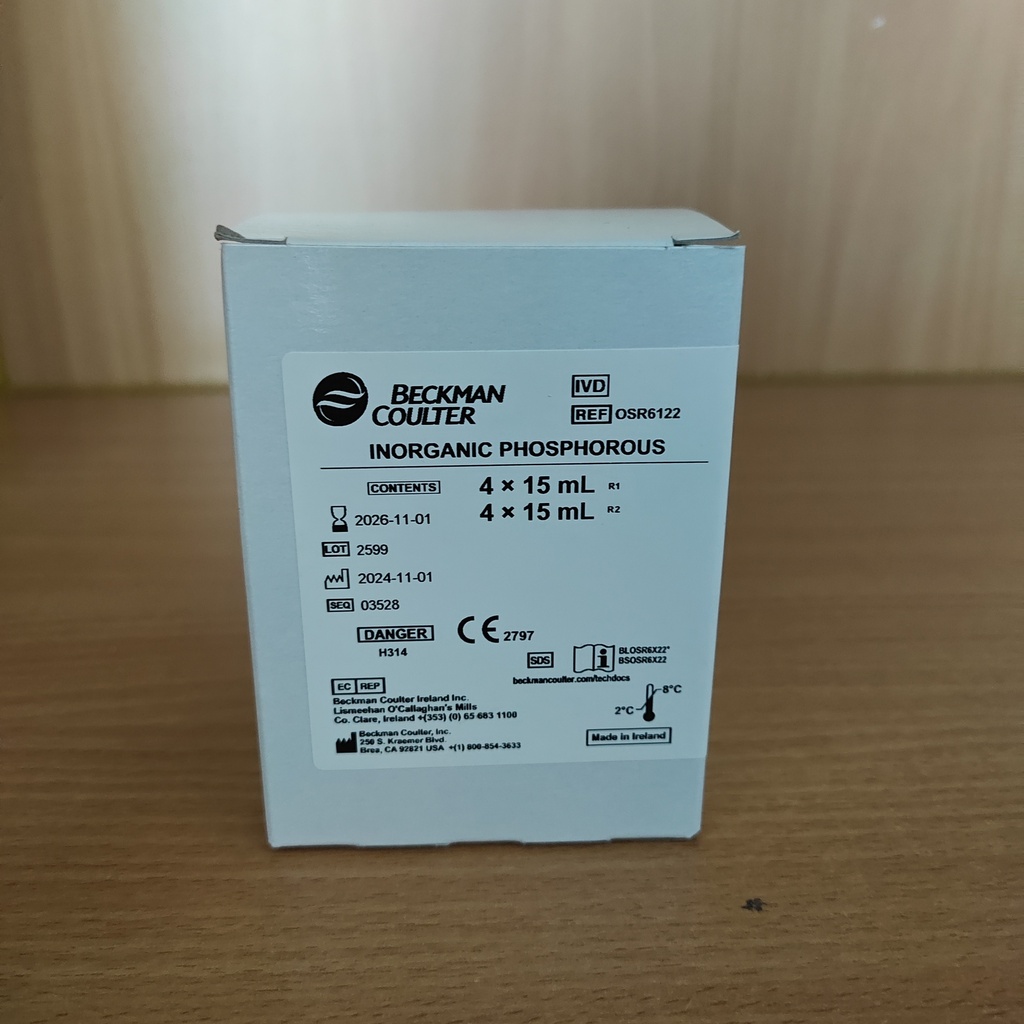 BECKMAN
COULTER
IVD
REF OSR6122
INORGANIC PHOSPHOROUS
CONTENTS 4 × 15 mL R1
4 × 15 mL R2
2026-11-01
LOT 2599
2024-11-01
SEQ 03528
DANGER
H314
CE 2797
SDS
i
BLOSR6X22*
BSOSR6X22
beckmancoulter.com/techdocs
EC REP
Beckman Coulter Ireland Inc.
Lismeehan O'Callaghan's Mills
Co. Clare, Ireland +(353) (0) 65 683 1100
8°C
2°C
Beckman Coulter, Inc.
250 S. Kraemer Blvd.
Brea, CA 92821 USA +(1) 800-854-3633
Made in Ireland